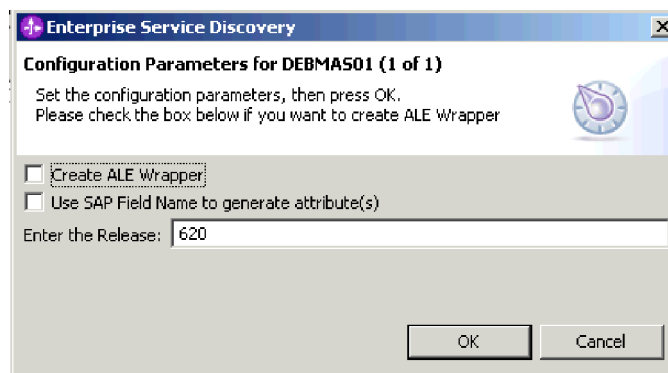 Enterprise Service Discovery
Configuration Parameters for DEBMAS01 (1 of 1)
Set the configuration parameters, then press OK.
Please check the box below if you want to create ALE Wrapper
Create ALE Wrapper
Use SAP Field Name to generate attribute(s)
Enter the Release: 620
OK Cancel